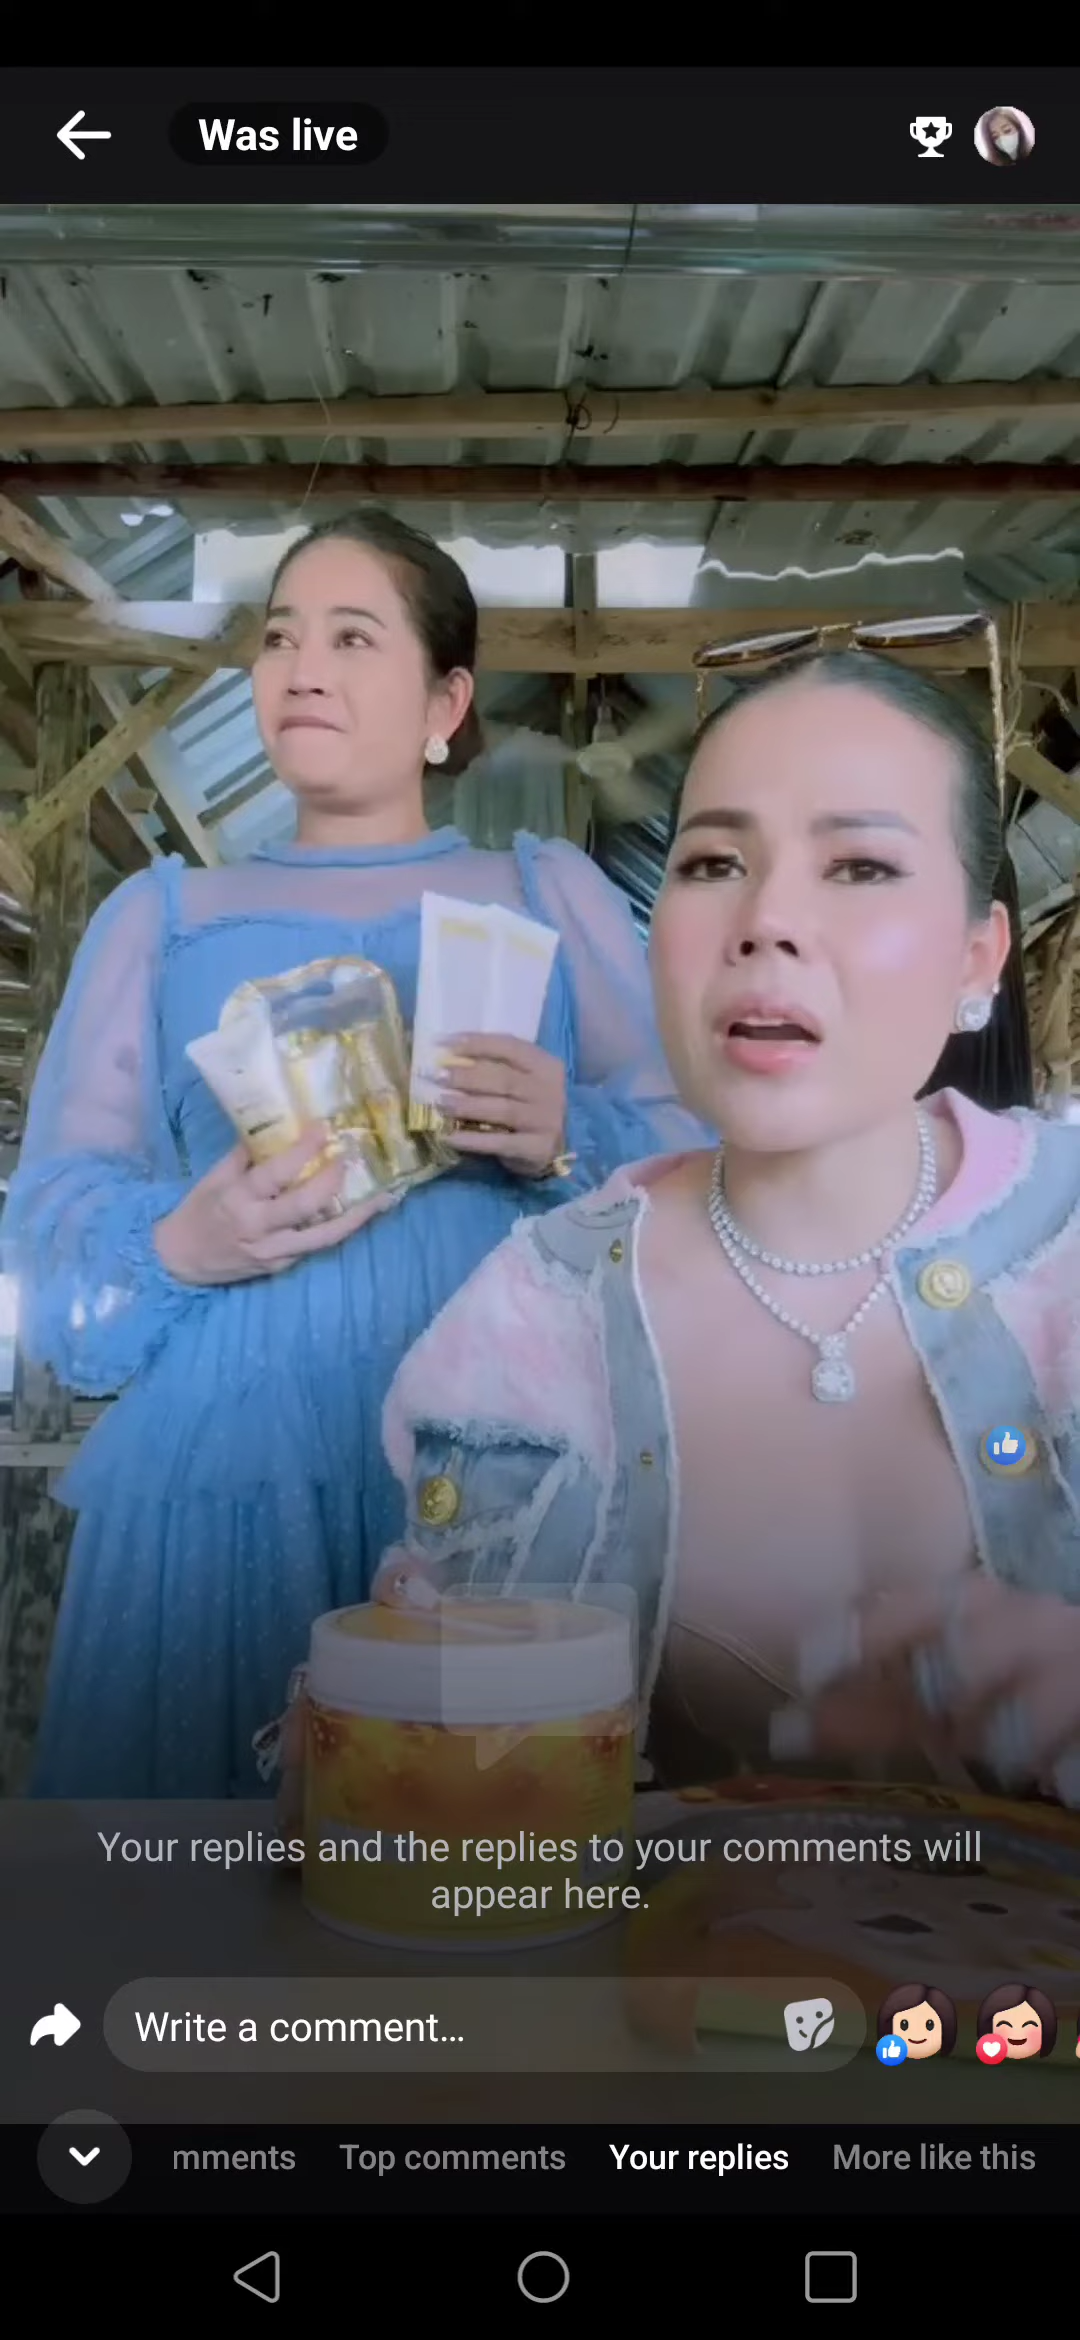 Was live
Your replies and the replies to your comments will
appear here.
Write a comment...
mments
Top comments
Your replies
More like this